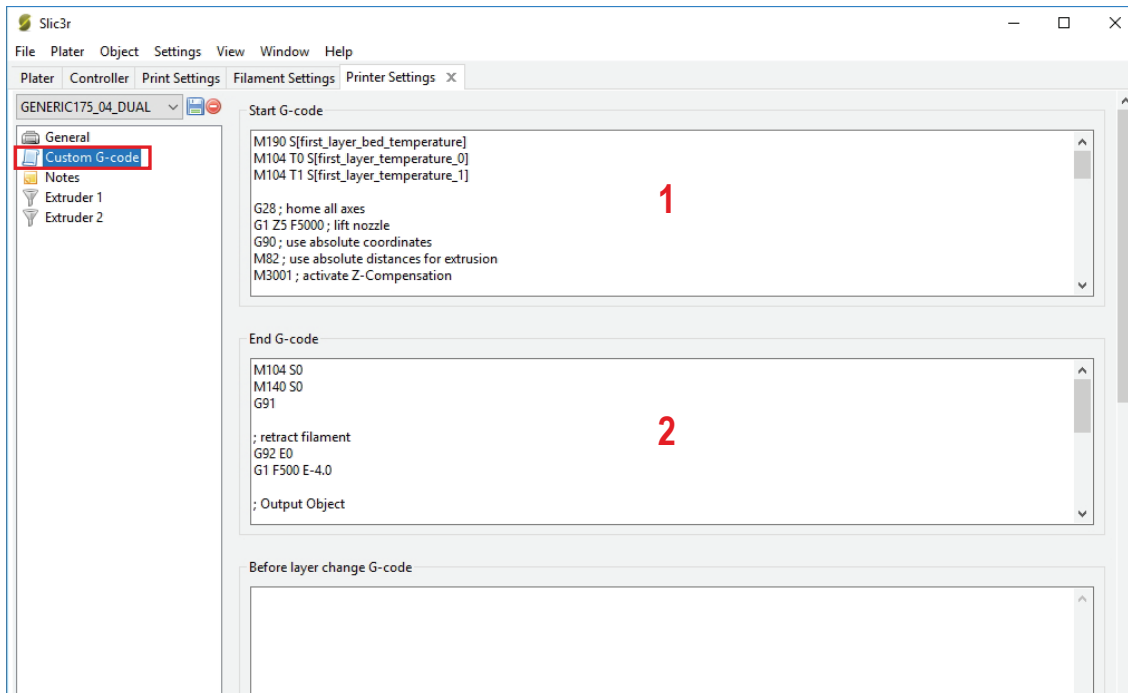 Slic3r
File Plater Object Settings View Window Help
Plater Controller Print Settings Filament Settings Printer Settings
GENERIC175_04_DUAL
General
Custom G-code
Notes
Extruder 1
Extruder 2
Start G-code
M190 S[first_layer_bed_temperature]
M104 T0 S[first_layer_temperature_0]
M104 T1 S[first_layer_temperature_1]
G28 ; home all axes
G1 Z5 F5000 ; lift nozzle
G90 ; use absolute coordinates
M82 ; use absolute distances for extrusion
M3001 ; activate Z-Compensation
1
End G-code
M104 S0
M140 S0
G91
; retract filament
G92 E0
G1 F500 E-4.0
; Output Object
2
Before layer change G-code